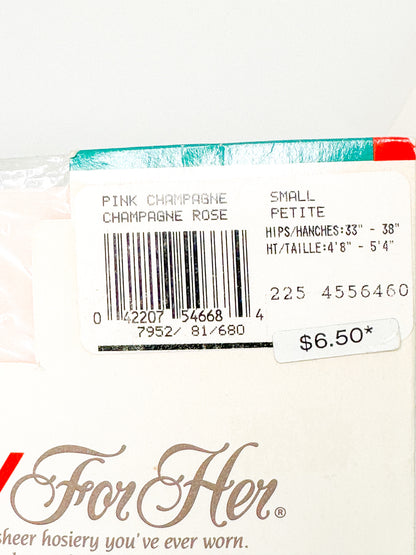 PINK CHAMPAGNE
CHAMPAGNE ROSE
SMALL
PETITE
HIPS/HANCHES:33" - 38"
HT/TAILLE:4'8" - 5'4"
0 42207 54668 4
7952/ 81/680
225 4556460
$6.50*
For Her®
sheer hosiery you've ever worn.